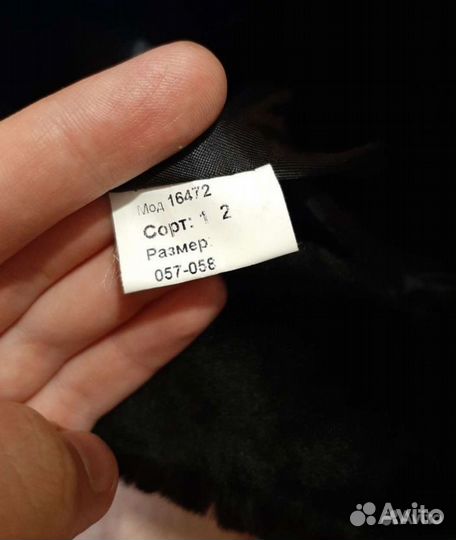 Мод 16472
Сорт: 1 2
Размер:
057-058
Avito